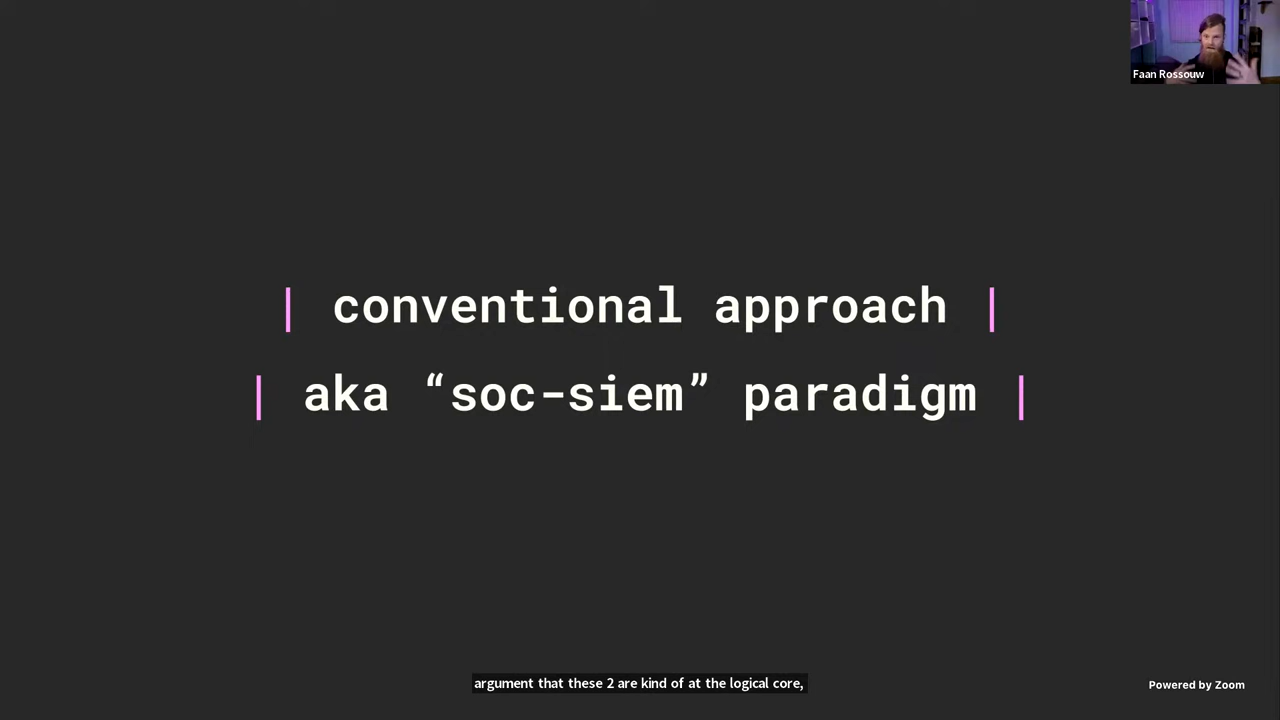 Faan Rossouw
| conventional approach |
| aka “soc-siem” paradigm |
argument that these 2 are kind of at the logical core,
Powered by Zoom